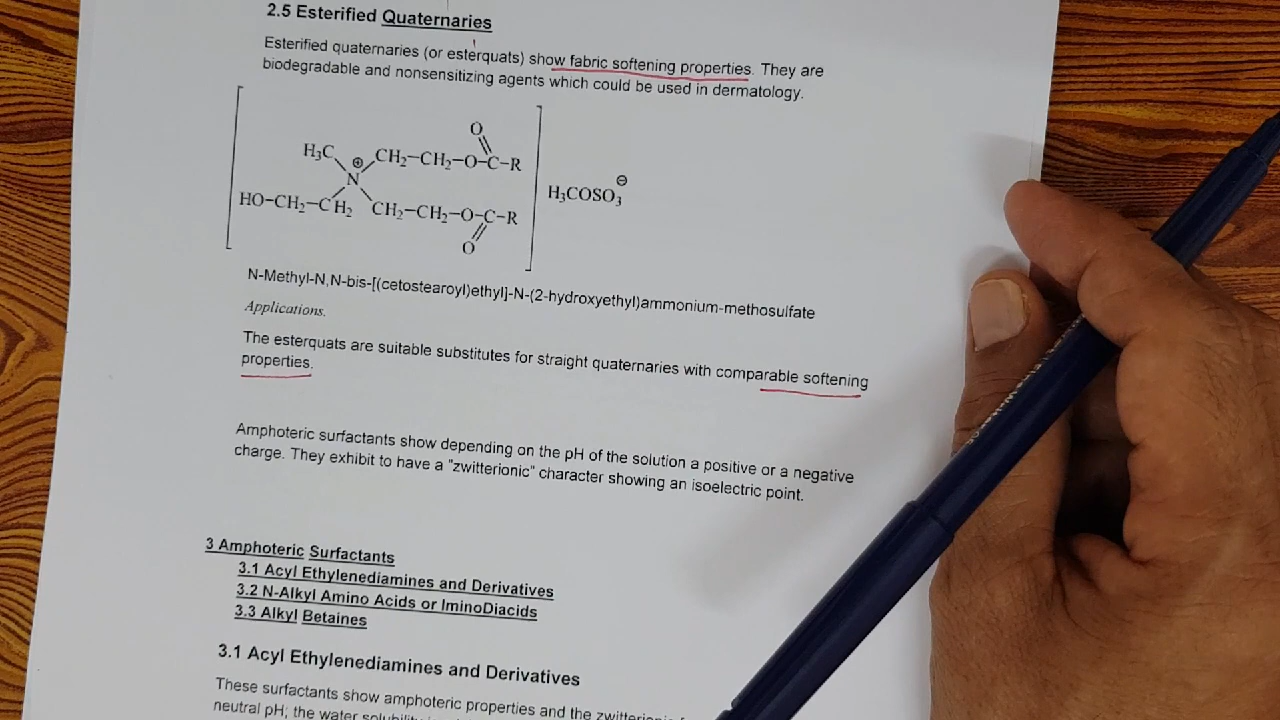 2.5 Esterified Quaternaries
Esterified quaternaries (or esterquats) show fabric softening properties. They are
biodegradable and nonsensitizing agents which could be used in dermatology.
O
H₃C ⊕ CH₂–CH₂–O–C–R
N
HO–CH₂–CH₂ CH₂–CH₂–O–C–R
O
H₃COSO₃⊖
N-Methyl-N,N-bis-[(cetostearoyl)ethyl]-N-(2-hydroxyethyl)ammonium-methosulfate
Applications.
The esterquats are suitable substitutes for straight quaternaries with comparable softening
properties.
Amphoteric surfactants show depending on the pH of the solution a positive or a negative
charge. They exhibit to have a "zwitterionic" character showing an isoelectric point.
3 Amphoteric Surfactants
3.1 Acyl Ethylenediamines and Derivatives
3.2 N-Alkyl Amino Acids or IminoDiacids
3.3 Alkyl Betaines
3.1 Acyl Ethylenediamines and Derivatives
These surfactants show amphoteric properties and the
neutral pH; the water